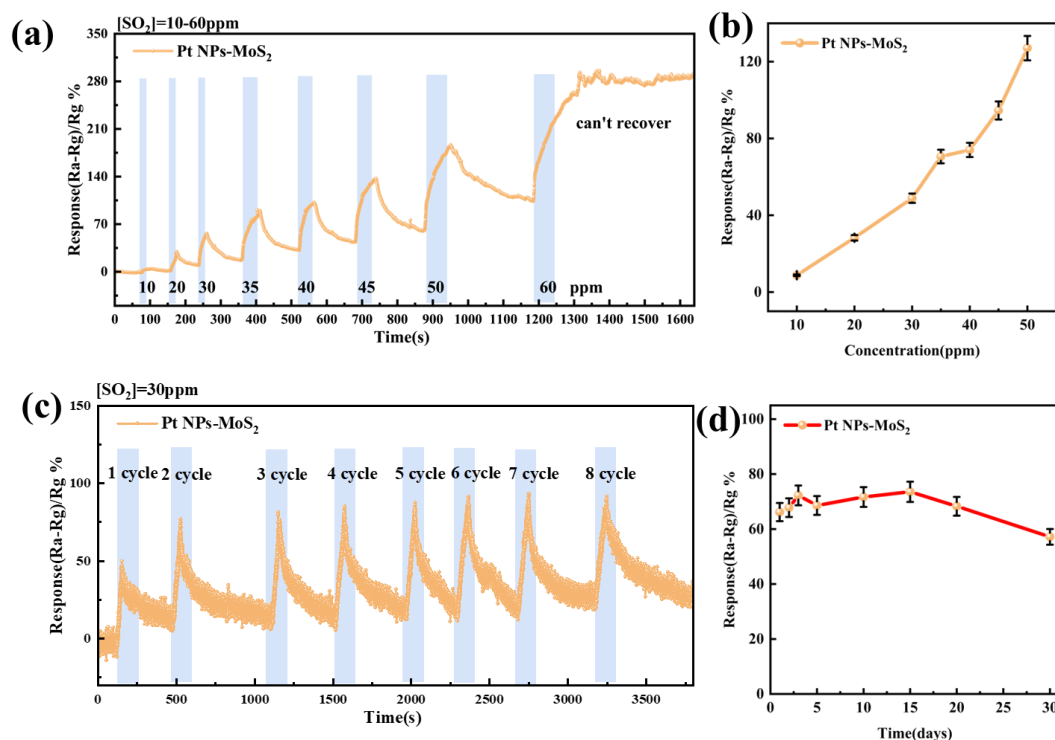 (a)
[SO₂]=10-60ppm
Pt NPs-MoS₂
can't recover
Response(Ra-Rg)/Rg %
350
280
210
140
70
0
10 20 30 35 40 45 50 60 ppm
0 100 200 300 400 500 600 700 800 900 1000 1100 1200 1300 1400 1500 1600
Time(s)
(b)
Pt NPs-MoS₂
Response(Ra-Rg)/Rg %
120
80
40
0
10 20 30 40 50
Concentration(ppm)
(c)
[SO₂]=30ppm
Pt NPs-MoS₂
1 cycle 2 cycle 3 cycle 4 cycle 5 cycle 6 cycle 7 cycle 8 cycle
Response(Ra-Rg)/Rg %
150
100
50
0
0 500 1000 1500 2000 2500 3000 3500
Time(s)
(d)
Pt NPs-MoS₂
Response(Ra-Rg)/Rg %
100
80
60
40
20
0
0 5 10 15 20 25 30
Time(days)